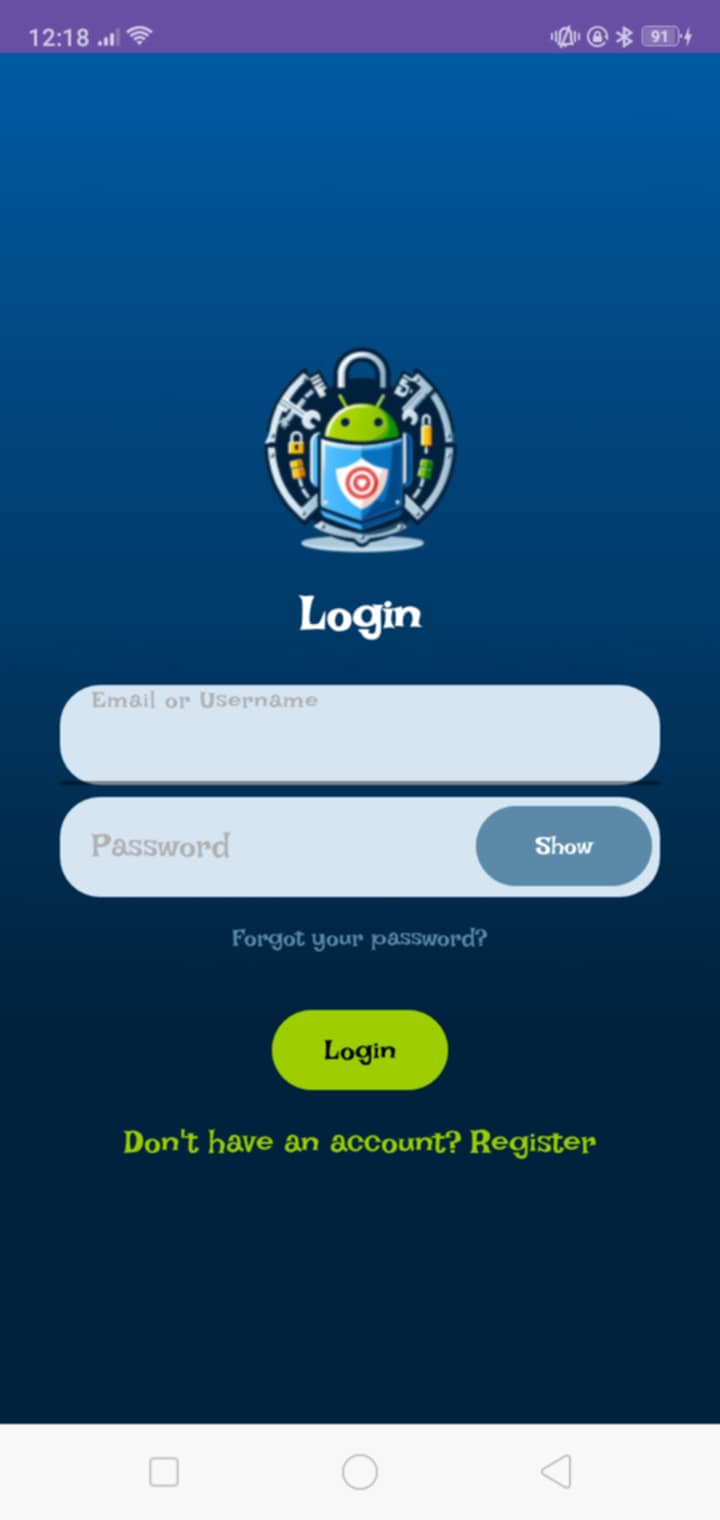 12:18
91
Login
Email or Username
Password
Show
Forgot your password?
Login
Don't have an account? Register